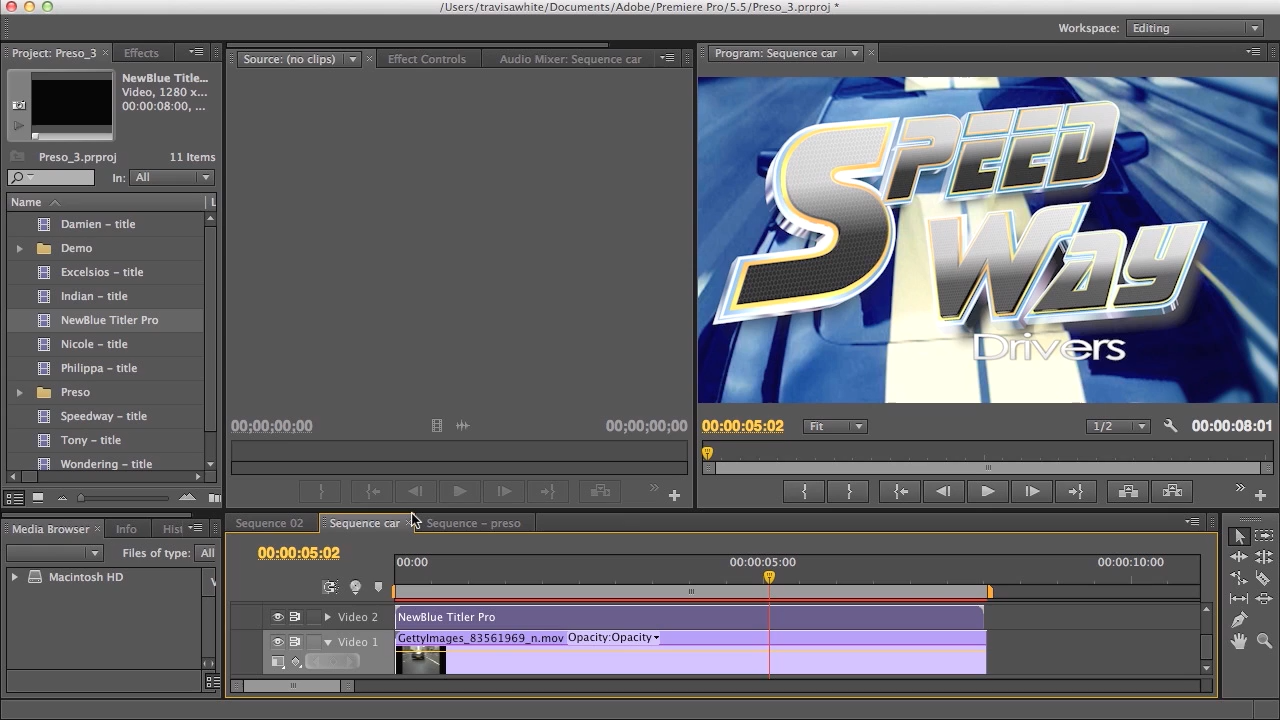 /Users/travisawhite/Documents/Adobe/Premiere Pro/5.5/Preso_3.prproj *
Workspace: Editing
Project: Preso_3
Effects
NewBlue Title...
Video, 1280 x...
00:00:08:00, ...
Preso_3.prproj 11 Items
In: All
Name L
Damien – title
Demo
Excelsios – title
Indian – title
NewBlue Titler Pro
Nicole – title
Philippa – title
Preso
Speedway – title
Tony – title
Wondering – title
Source: (no clips)
Effect Controls
Audio Mixer: Sequence car
00;00;00;00
00;00;00;00
Program: Sequence car
SPEED
WAY
Drivers
00:00:05:02
Fit
1/2
00:00:08:01
Media Browser
Info
Hist
Files of type: All
Macintosh HD
Sequence 02
Sequence car
Sequence – preso
00:00:05:02
00:00
00:00:05:00
00:00:10:00
Video 2
NewBlue Titler Pro
Video 1
GettyImages_83561969_n.mov Opacity:Opacity